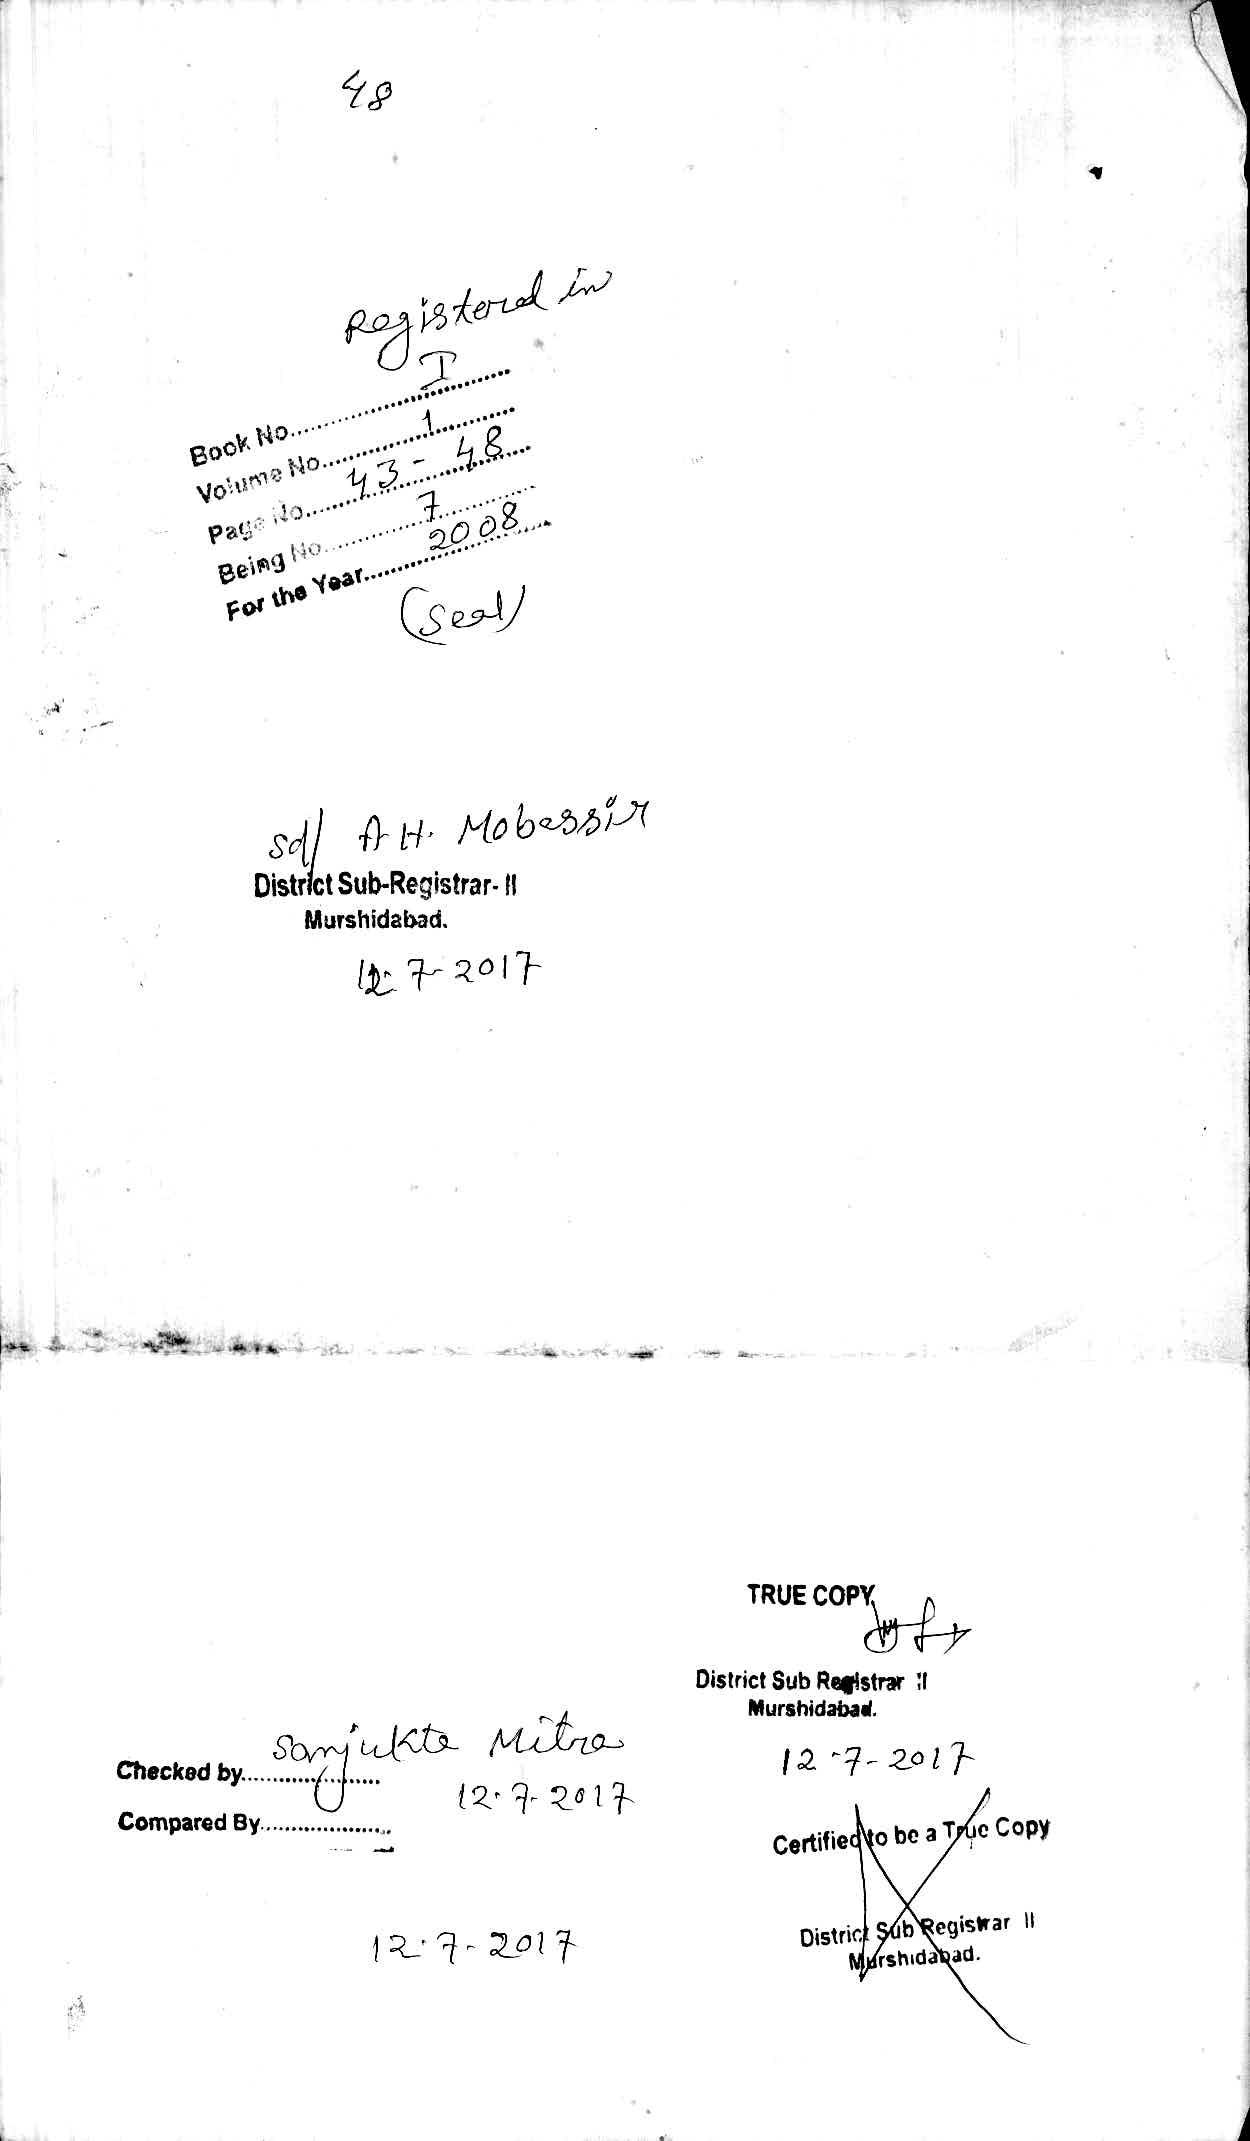 48
Registered in
Book No. I
Volume No. 1
Page No. 43-48
Being No. 7
For the Year. 2008
(Seal)
Sd/ A H. Mobassir
District Sub-Registrar- II
Murshidabad.
12-7-2017
TRUE COPY.
District Sub Registrar II
Murshidabad.
12-7-2017
Checked by. Sanjukta Mitra
12.7.2017
Compared By
Certified to be a True Copy
District Sub Registrar II
Murshidabad.
12.7-2017